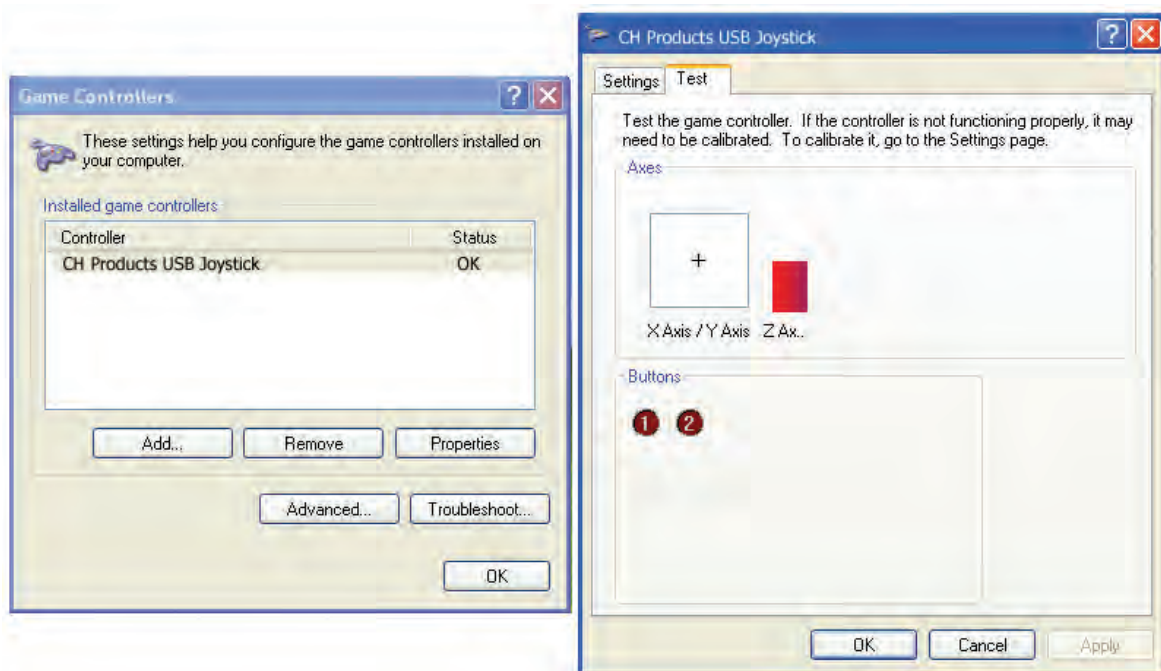 Game Controllers
These settings help you configure the game controllers installed on
your computer.
Installed game controllers
Controller Status
CH Products USB Joystick OK
Add... Remove Properties
Advanced... Troubleshoot...
OK
CH Products USB Joystick
Settings Test
Test the game controller. If the controller is not functioning properly, it may
need to be calibrated. To calibrate it, go to the Settings page.
Axes
X Axis / Y Axis Z Ax..
Buttons
1 2
OK Cancel Apply